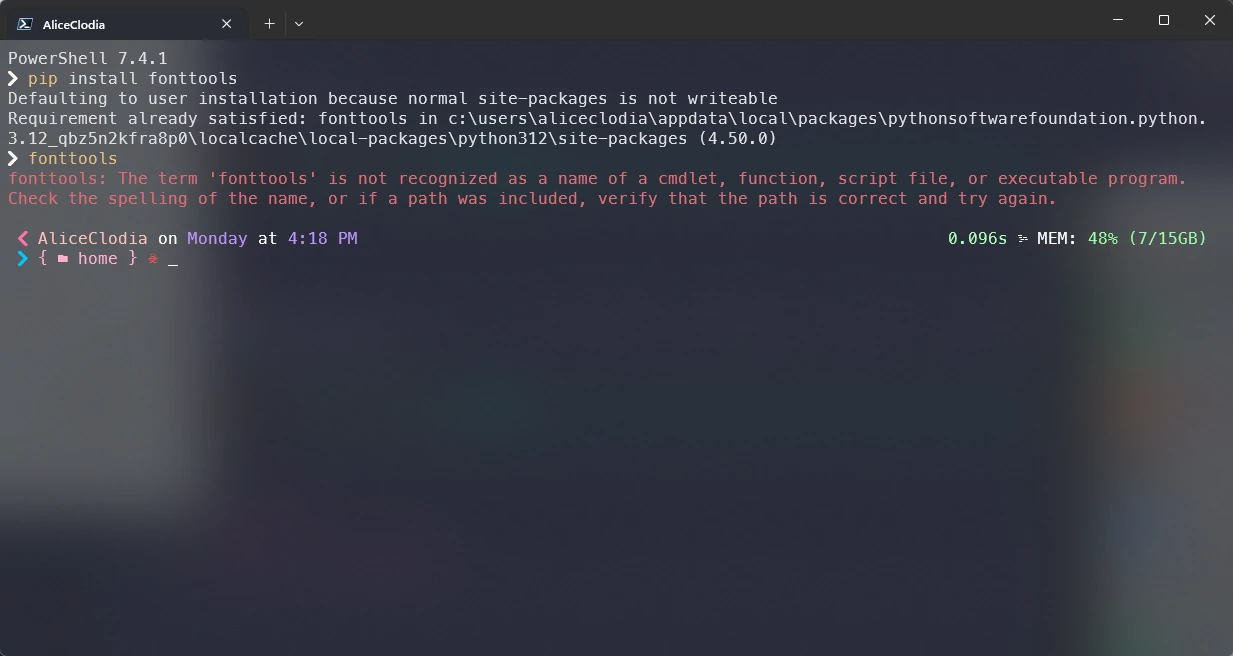 AliceClodia
PowerShell 7.4.1
❯ pip install fonttools
Defaulting to user installation because normal site-packages is not writeable
Requirement already satisfied: fonttools in c:\users\aliceclodia\appdata\local\packages\pythonsoftwarefoundation.python.
3.12_qbz5n2kfra8p0\localcache\local-packages\python312\site-packages (4.50.0)
❯ fonttools
fonttools: The term 'fonttools' is not recognized as a name of a cmdlet, function, script file, or executable program.
Check the spelling of the name, or if a path was included, verify that the path is correct and try again.
❮ AliceClodia on Monday at 4:18 PM 0.096s MEM: 48% (7/15GB)
❯ { home } _